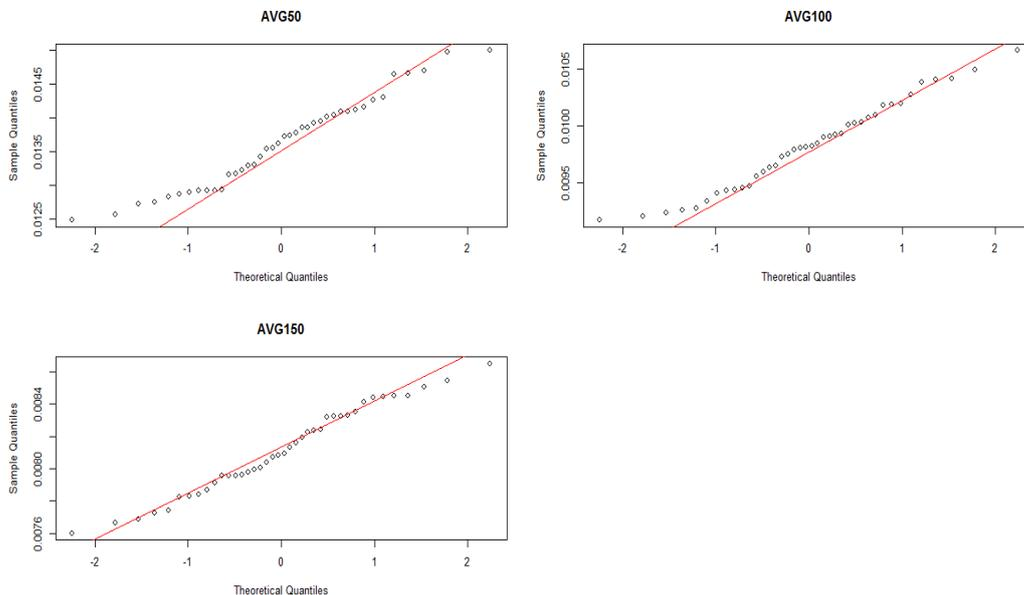 AVG50
Sample Quantiles
0.0125 0.0135 0.0145
-2 -1 0 1 2
Theoretical Quantiles
AVG100
Sample Quantiles
0.0095 0.0100 0.0105
-2 -1 0 1 2
Theoretical Quantiles
AVG150
Sample Quantiles
0.0076 0.0080 0.0084
-2 -1 0 1 2
Theoretical Quantiles